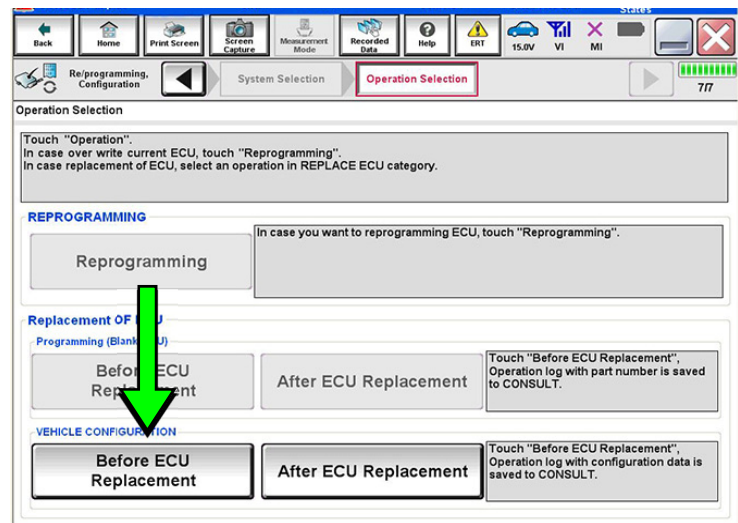 States
Back
Home
Print Screen
Screen
Capture
Measurement
Mode
Recorded
Data
Help
ERT
15.0V
VI
MI
Re/programming,
Configuration
System Selection
Operation Selection
7/7
Operation Selection
Touch "Operation".
In case over write current ECU, touch "Reprogramming".
In case replacement of ECU, select an operation in REPLACE ECU category.
REPROGRAMMING
Reprogramming
In case you want to reprogramming ECU, touch "Reprogramming".
Replacement OF
Programming (Blank
Before ECU
Replacement
After ECU Replacement
Touch "Before ECU Replacement",
Operation log with part number is saved
to CONSULT.
VEHICLE CONFIGURATION
Before ECU
Replacement
After ECU Replacement
Touch "Before ECU Replacement",
Operation log with configuration data is
saved to CONSULT.